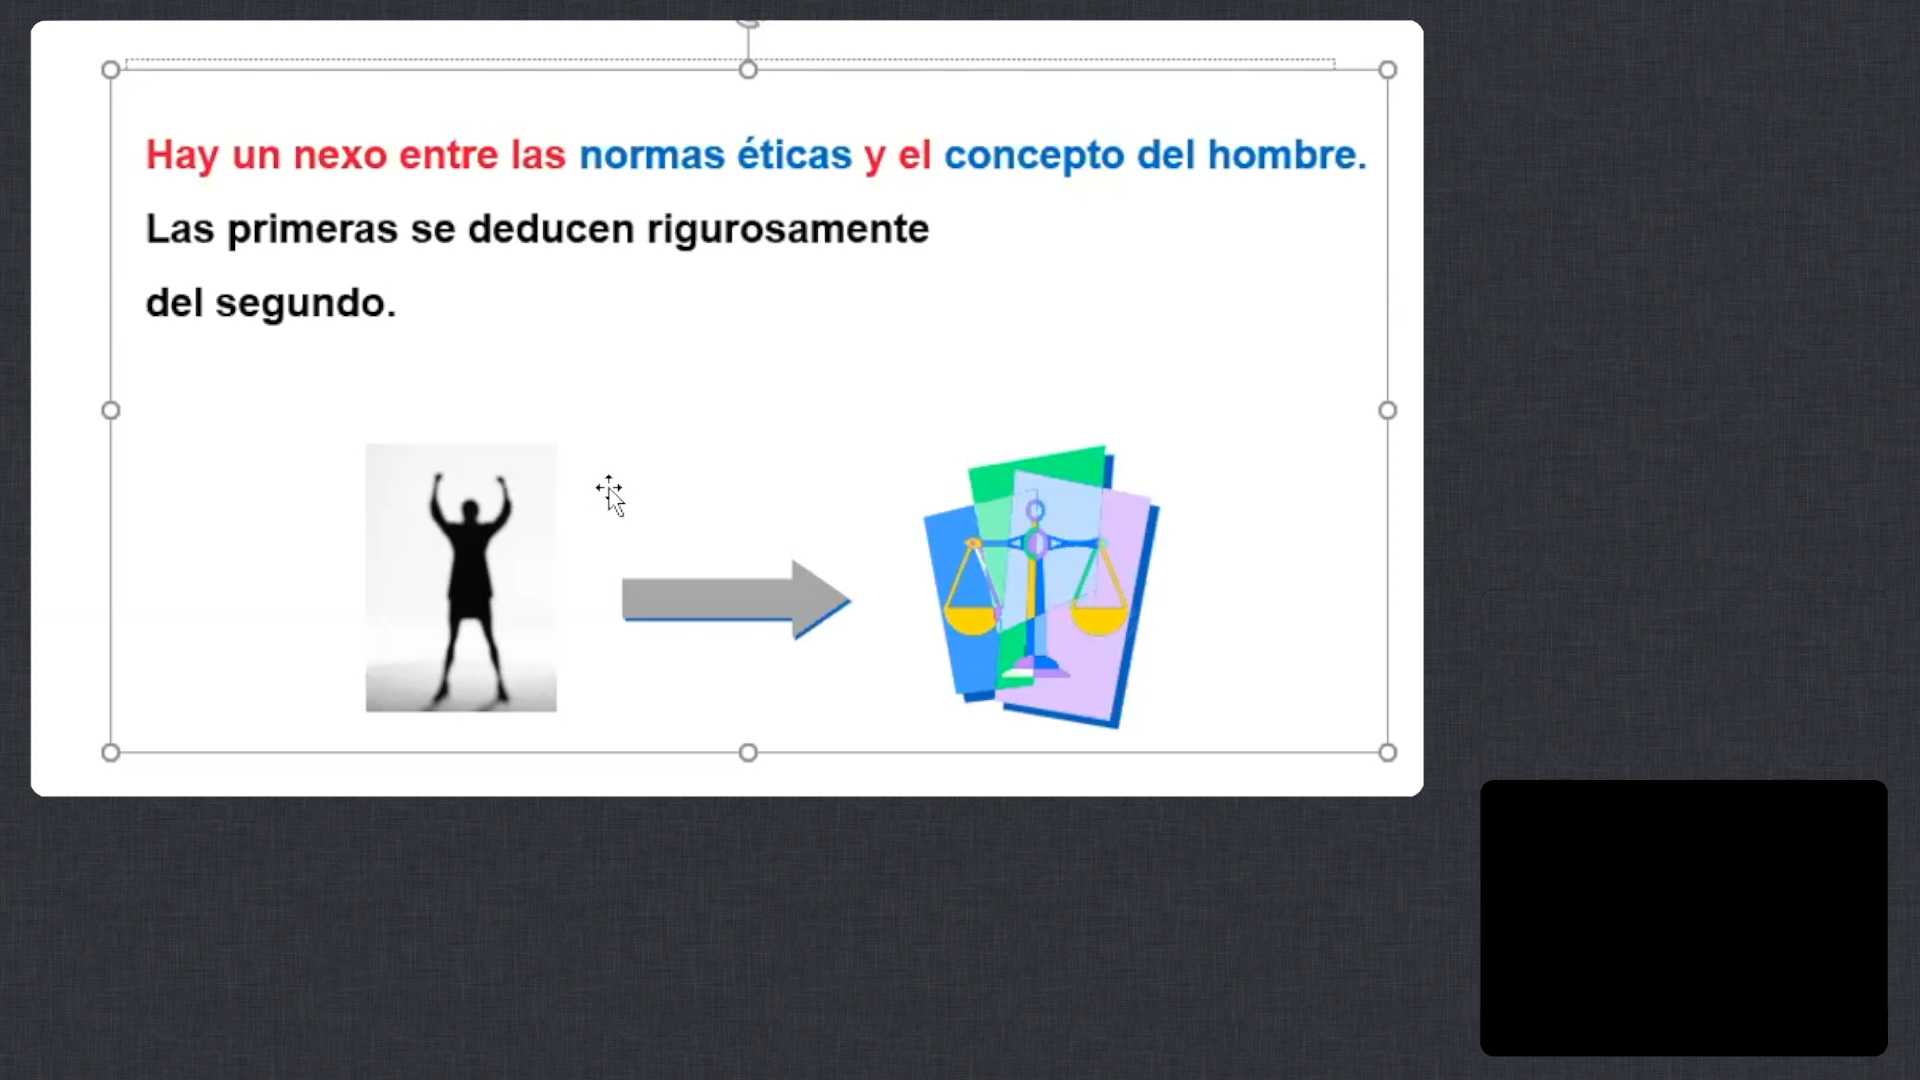 Hay un nexo entre las normas éticas y el concepto del hombre.
Las primeras se deducen rigurosamente
del segundo.